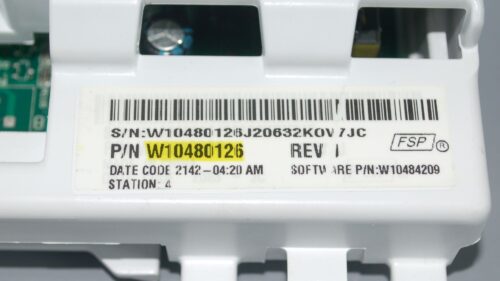 S/N:W10480126J20632K0V7JC
P/N W10480126 REV
FSP ®
DATE CODE 2142-04:20 AM SOFTWARE P/N:W10484209
STATION: 4